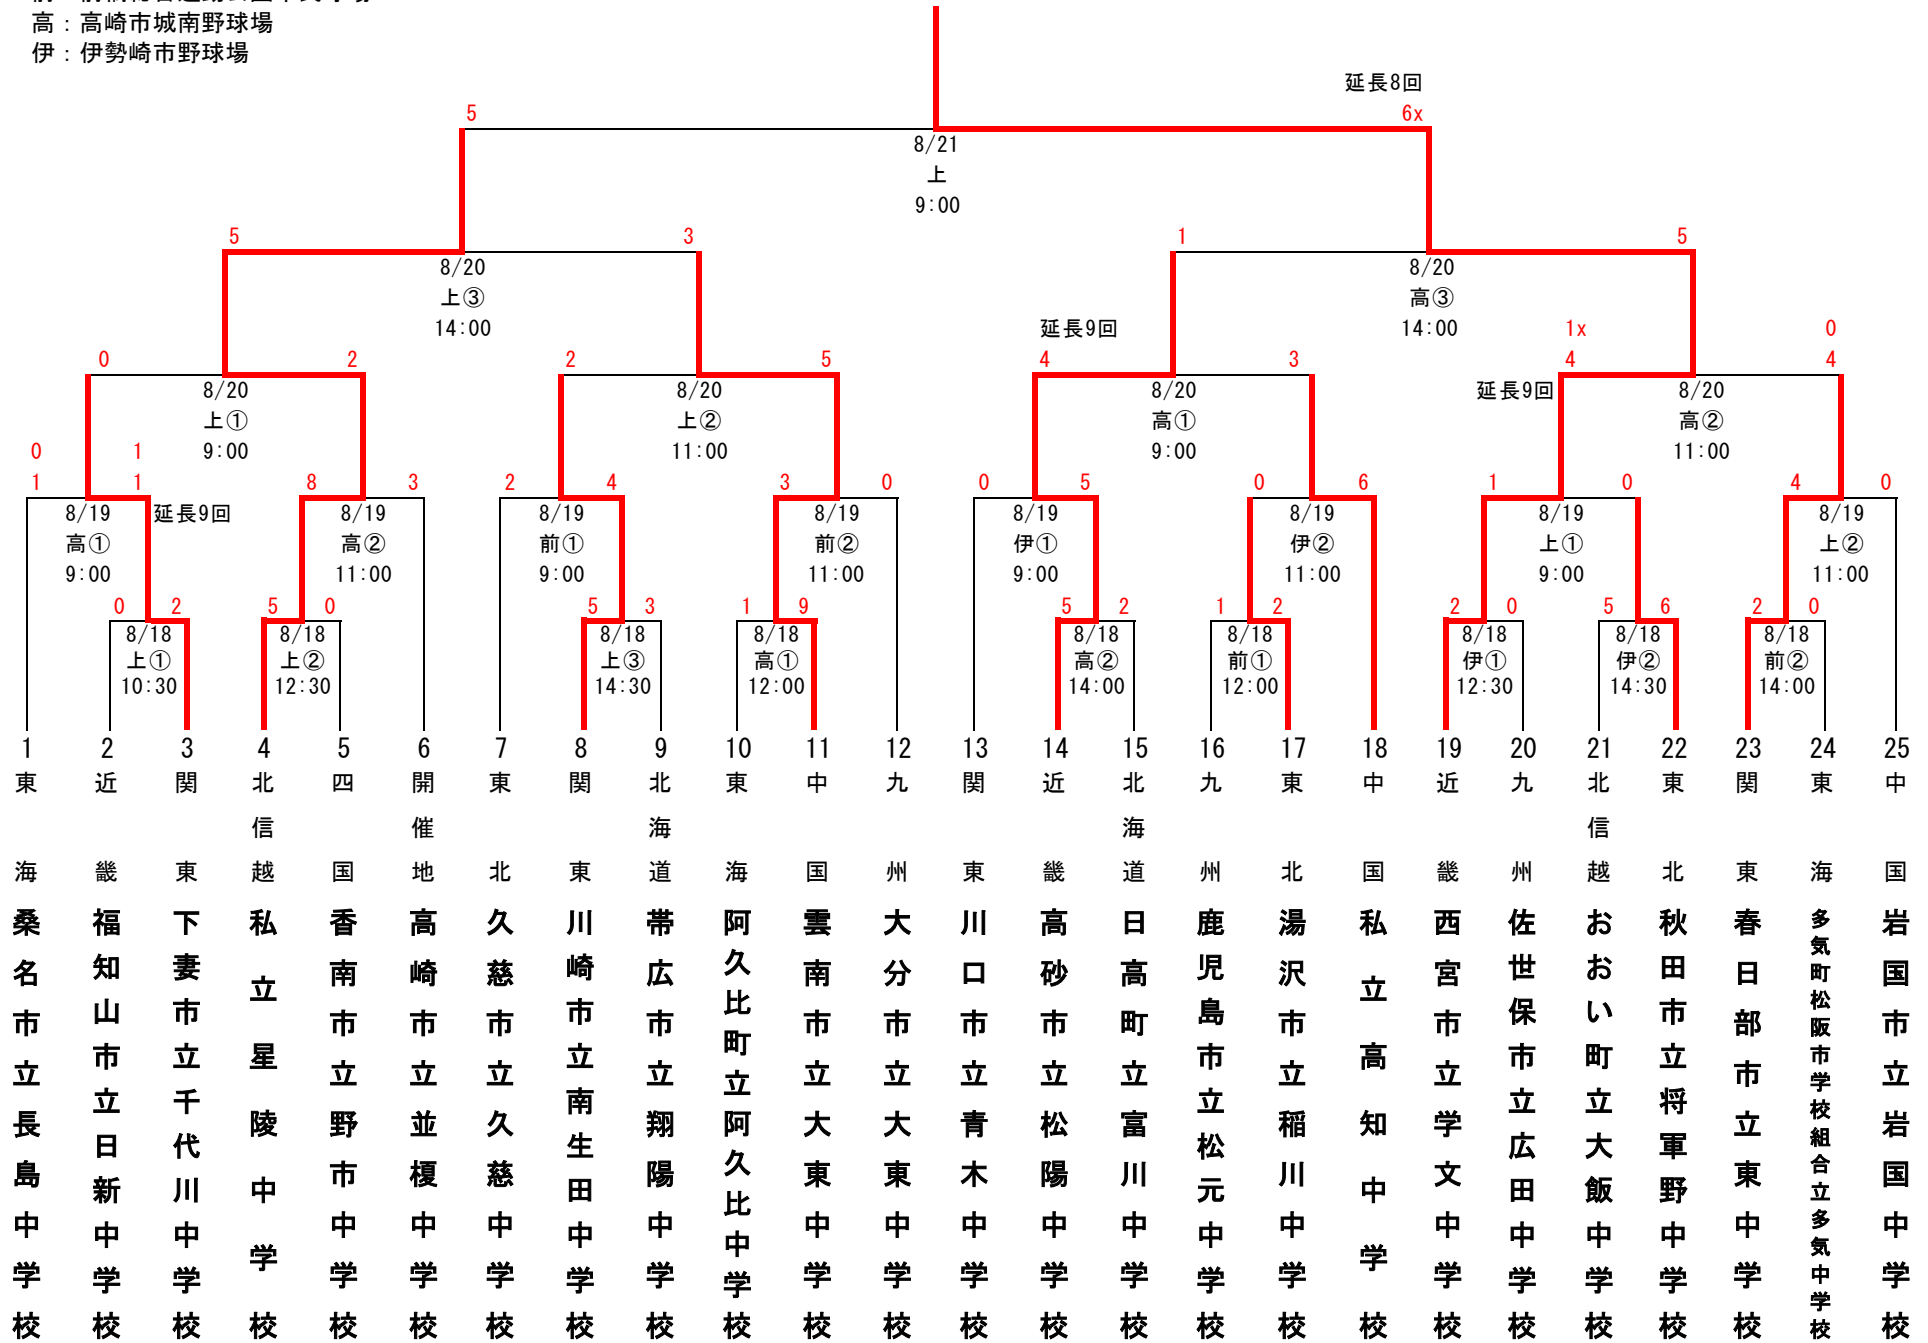 高：高崎市城南野球場
伊：伊勢崎市野球場
延長8回
5 6x
8/21
上
9:00
5 3 1 5
8/20 8/20
上③ 高③
14:00 14:00
延長9回 1x 0
0 2 2 5 4 3 4 4
8/20 8/20 8/20 延長9回 8/20
上① 上② 高① 高②
9:00 11:00 9:00 11:00
0 1
1 1 8 3 2 4 3 0 0 5 0 6 1 0 4 0
8/19 延長9回 8/19 8/19 8/19 8/19 8/19 8/19 8/19
高① 高② 前① 前② 伊① 伊② 上① 上②
9:00 11:00 9:00 11:00 9:00 11:00 9:00 11:00
0 2 5 0 5 3 1 9 5 2 1 2 2 0 5 6 2 0
8/18 8/18 8/18 8/18 8/18 8/18 8/18 8/18 8/18
上① 上② 上③ 高① 高② 前① 伊① 伊② 前②
10:30 12:30 14:30 12:00 14:00 12:00 12:30 14:30 14:00
1 東海 桑名市立長島中学校
2 近畿 福知山市立日新中学校
3 関東 下妻市立千代川中学校
4 北信越 私立星陵中学校
5 四国 香南市立野市中学校
6 開催地 高崎市立並榎中学校
7 東北 久慈市立久慈中学校
8 関東 川崎市立南生田中学校
9 北海道 帯広市立翔陽中学校
10 東海 阿久比町立阿久比中学校
11 中国 雲南市立大東中学校
12 九州 大分市立大東中学校
13 関東 川口市立青木中学校
14 近畿 高砂市立松陽中学校
15 北海道 日高町立富川中学校
16 九州 鹿児島市立松元中学校
17 東北 湯沢市立稲川中学校
18 中国 私立高知中学校
19 近畿 西宮市立学文中学校
20 九州 佐世保市立広田中学校
21 北信越 おおい町立大飯中学校
22 東北 秋田市立将軍野中学校
23 関東 春日部市立東中学校
24 東海 多気町松阪市学校組合立多気中学校
25 中国 岩国市立岩国中学校